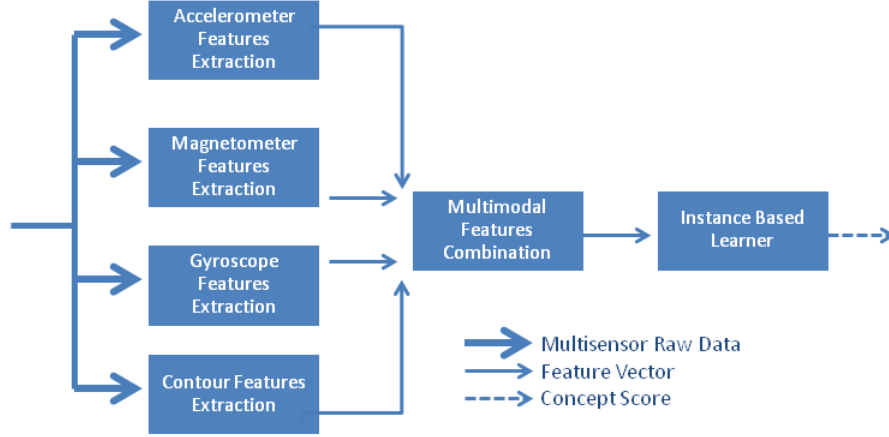 Accelerometer
Features
Extraction
Magnetometer
Features
Extraction
Gyroscope
Features
Extraction
Contour Features
Extraction
Multimodal
Features
Combination
Instance Based
Learner
Multisensor Raw Data
Feature Vector
Concept Score